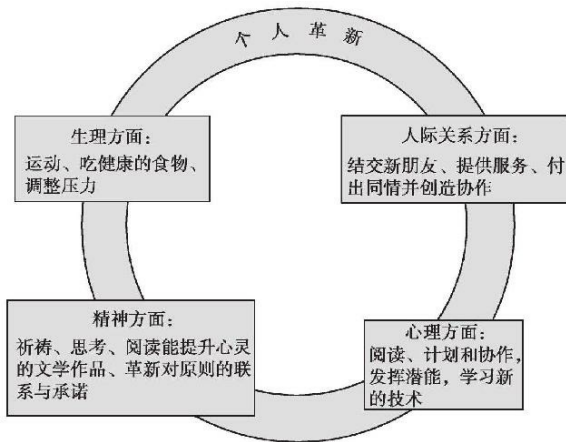 个人革新
生理方面：
运动、吃健康的食物、
调整压力
人际关系方面：
结交新朋友、提供服务、付
出同情并创造协作
精神方面：
祈祷、思考、阅读能提升心灵
的文学作品、革新对原则的联
系与承诺
心理方面：
阅读、计划和协作，
发挥潜能，学习新
的技术